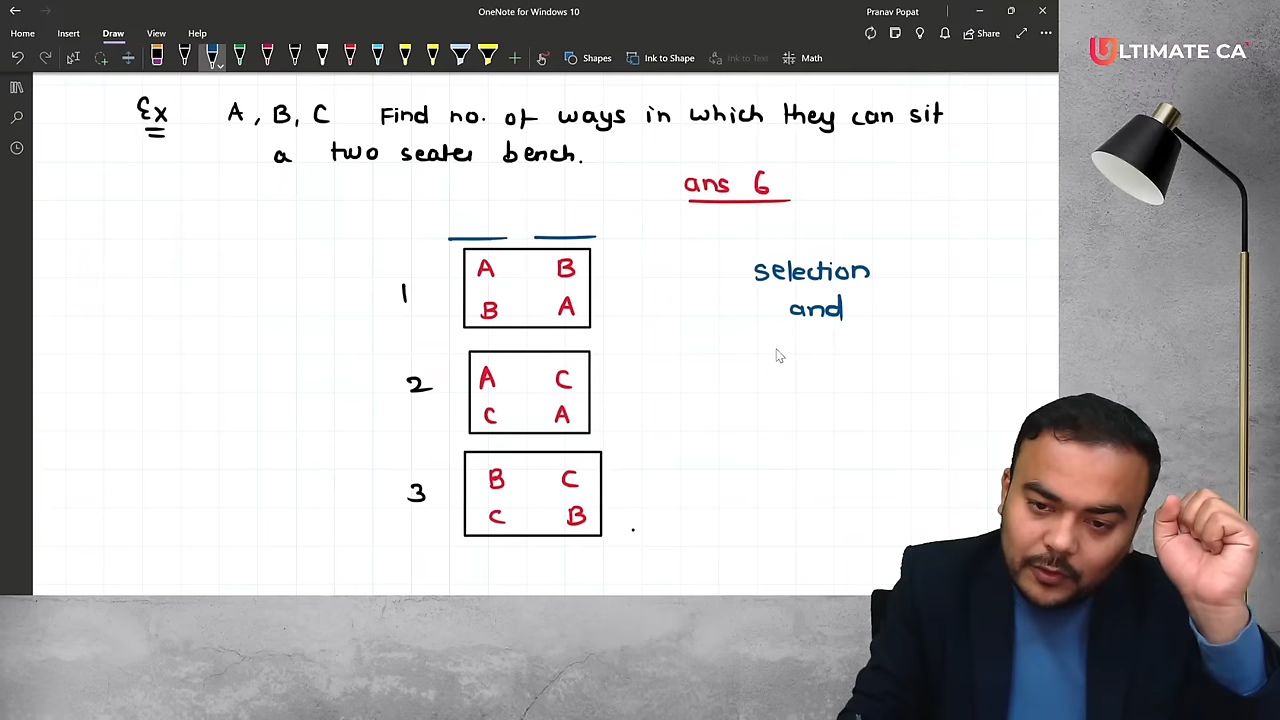 OneNote for Windows 10
Pranav Popat
Home Insert Draw View Help
Share
Shapes Ink to Shape Ink to Text Math
ULTIMATE CA
Ex A, B, C Find no. of ways in which they can sit
a two seater bench.
ans 6
A B
1
B A
selection
and
A C
2
C A
B C
3
C B